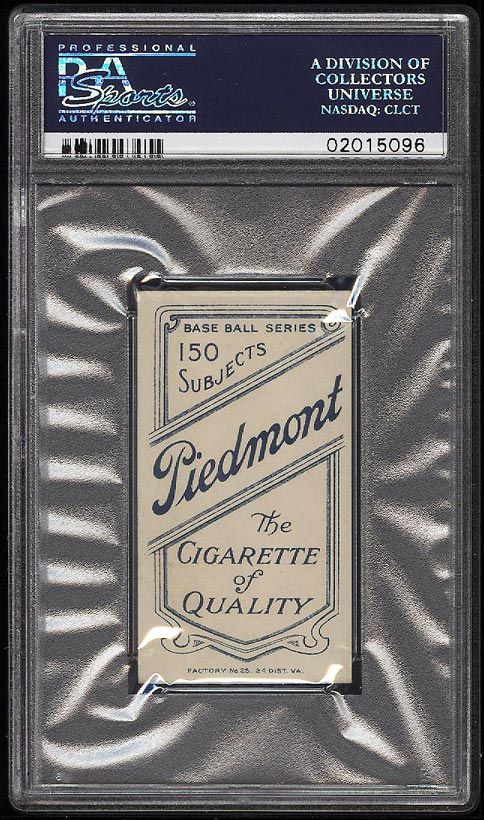 PROFESSIONAL
PSA
Sports
AUTHENTICATOR
A DIVISION OF
COLLECTORS
UNIVERSE
NASDAQ: CLCT
02015096
BASE BALL SERIES
150
SUBJECTS
Piedmont
The
CIGARETTE
of
QUALITY
FACTORY No 25. 2d DIST. VA.